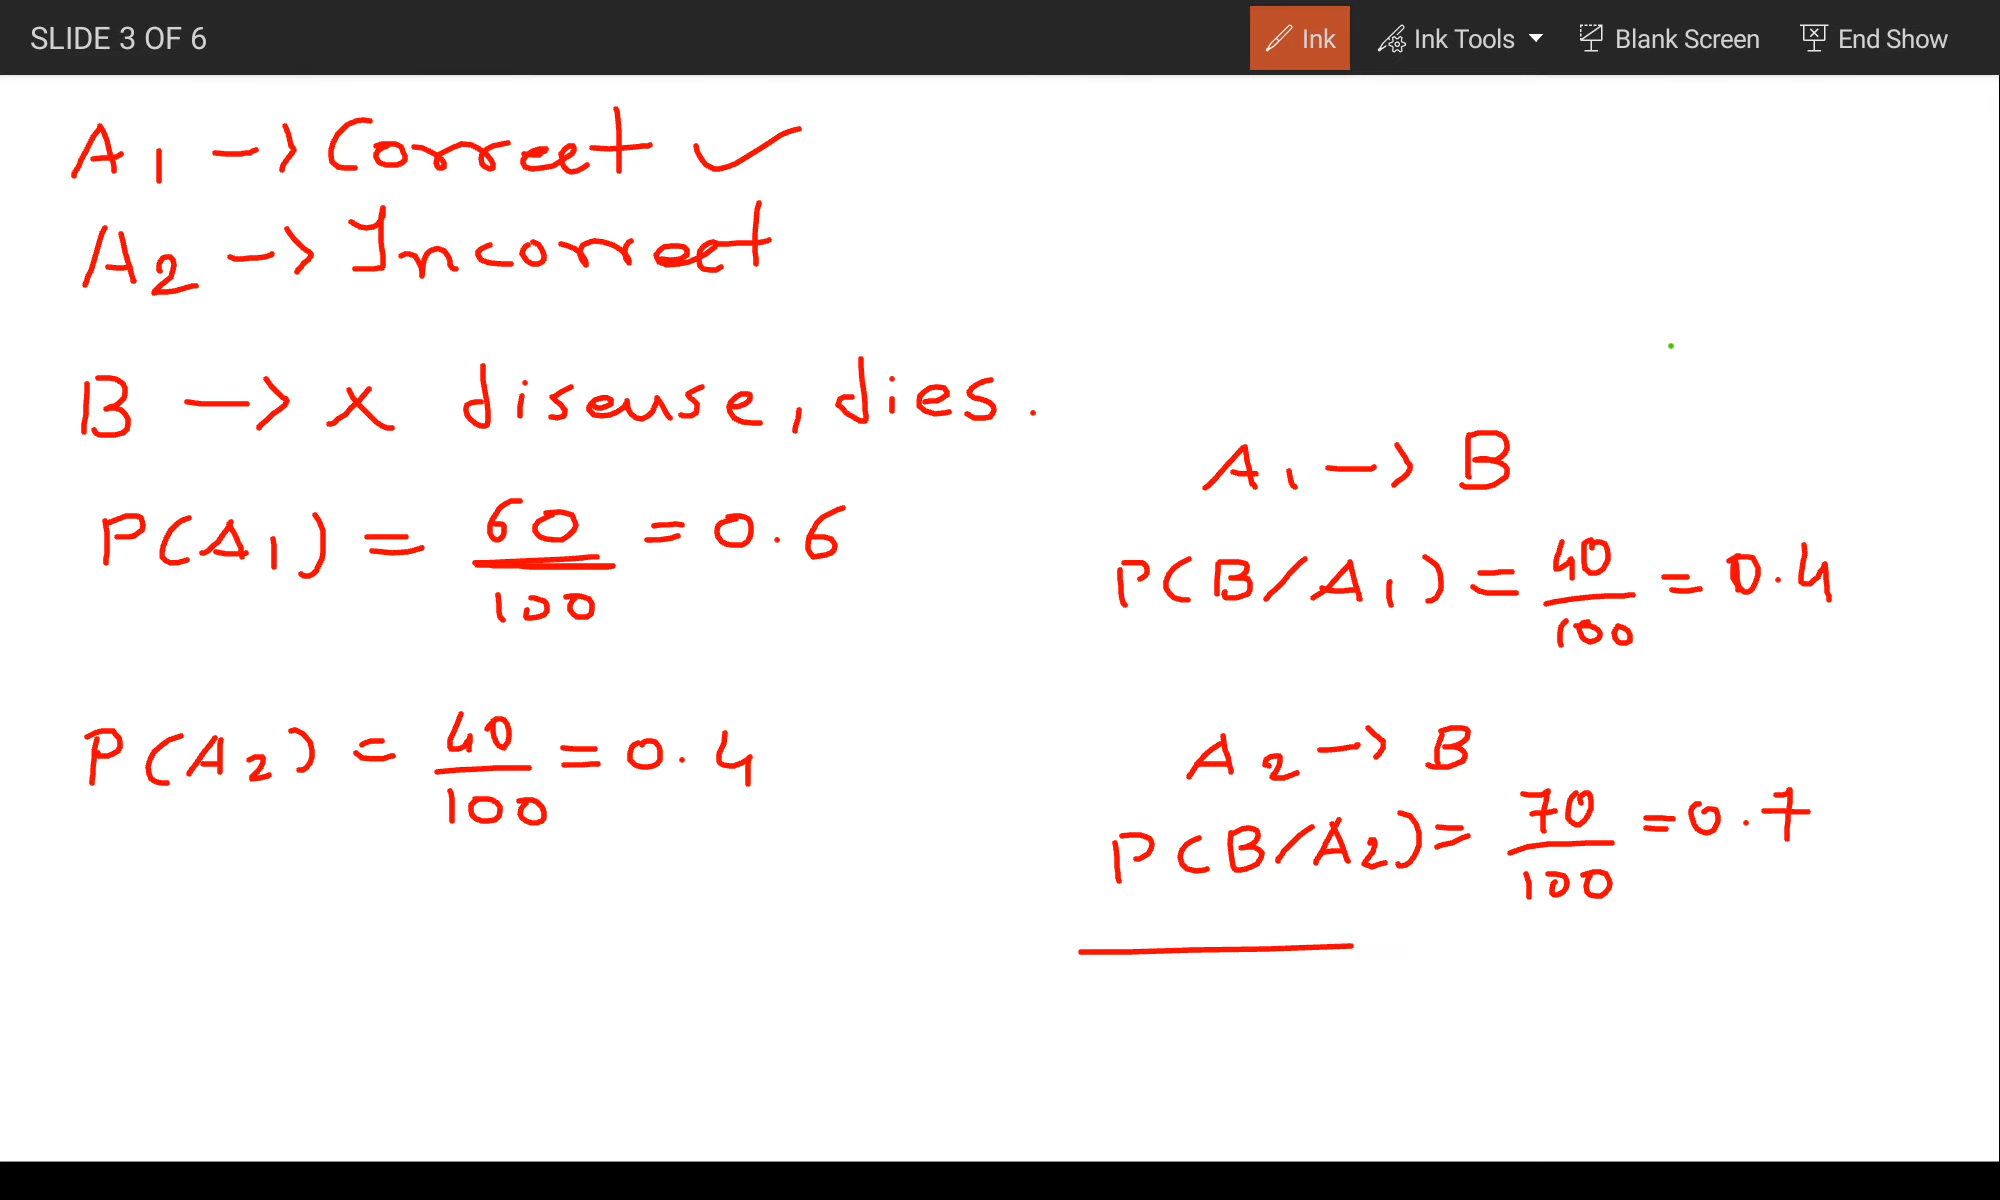 SLIDE 3 OF 6
Ink
Ink Tools
Blank Screen
End Show
A1 -> Correct ✓
A2 -> Incorrect
B -> x disease, dies.
P(A1) = 60/100 = 0.6
P(A2) = 40/100 = 0.4
A1 -> B
P(B/A1) = 40/100 = 0.4
A2 -> B
P(B/A2) = 70/100 = 0.7